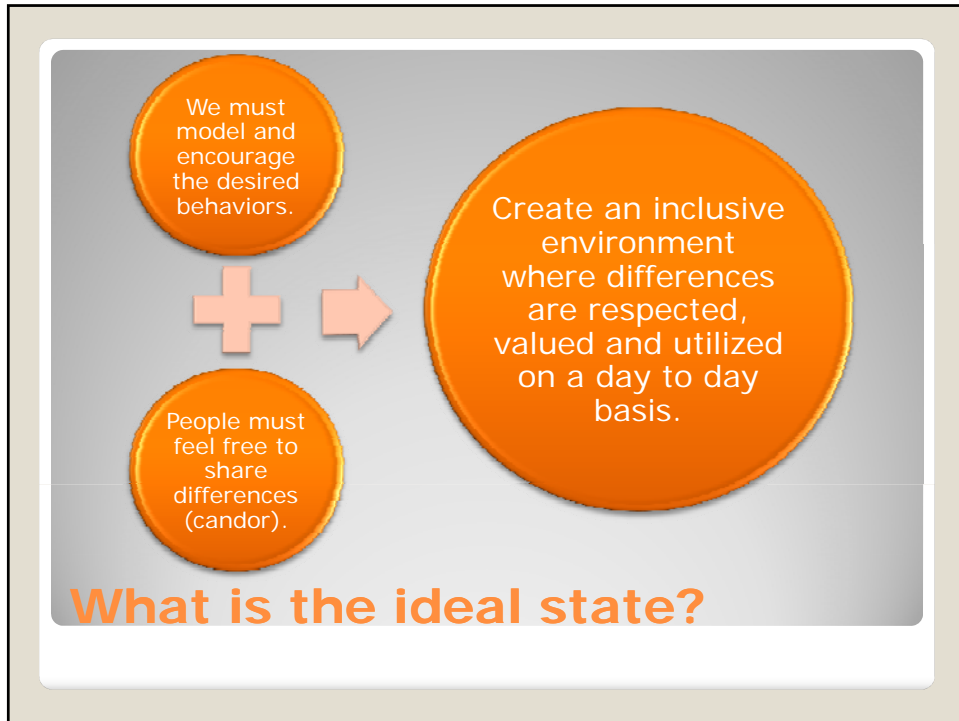 We must
model and
encourage
the desired
behaviors.
People must
feel free to
share
differences
(candor).
Create an inclusive
environment
where differences
are respected,
valued and utilized
on a day to day
basis.
What is the ideal state?